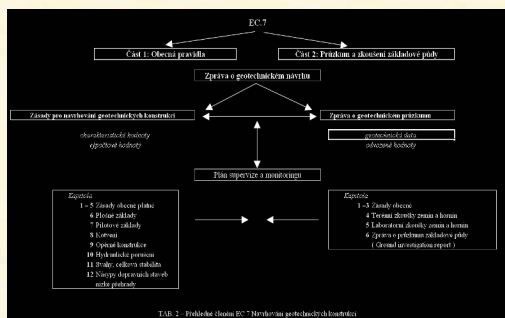 EC.7
Část 1: Obecná pravidla
Část 2: Průzkum a zkoušení základové půdy
Zpráva o geotechnickém návrhu
Zásady pro navrhování geotechnických konstrukcí
Zpráva o geotechnickém průzkumu
charakteristické hodnoty
výpočtové hodnoty
geotechnická data
odvozené hodnoty
Plán supervize a monitoringu
Kapitola
1 – 5 Zásady obecně platné
6 Plošné základy
7 Pilotové základy
8 Kotvení
9 Opěrné konstrukce
10 Hydraulické porušení
11 Svahy, celková stabilita
12 Násypy dopravních staveb
nízké přehrady
Kapitola
1 –3 Zásady obecné
4 Terénní zkoušky zemin a hornin
5 Laboratorní zkoušky zemin a hornin
6 Zpráva o průzkumu základové půdy
( Ground investigation report )
TAB. 2 – Přehledné členění EC 7 Navrhování geotechnických konstrukcí